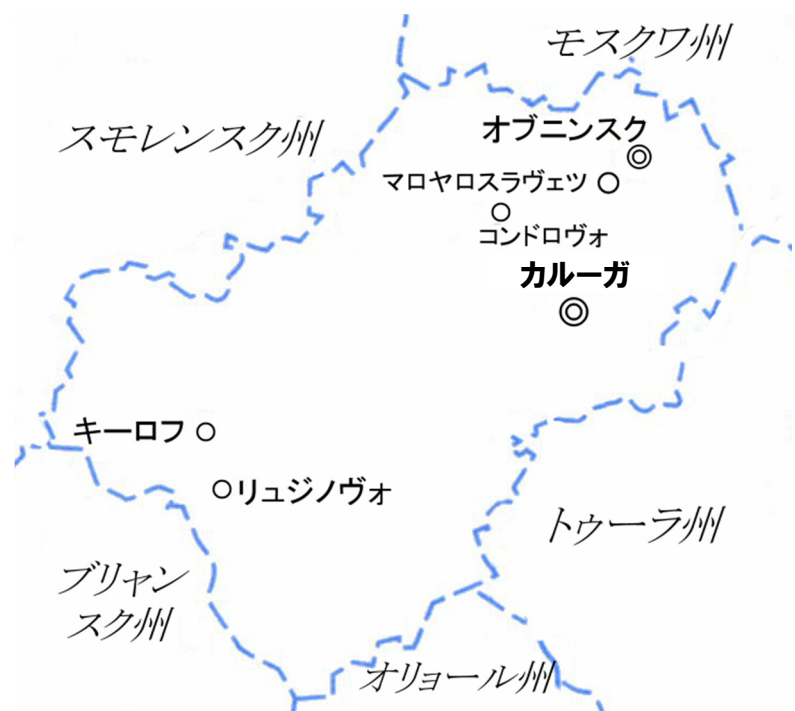 モスクワ州
スモレンスク州
オブニンスク
マロヤロスラヴェツ
コンドロヴォ
カルーガ
キーロフ
リュジノヴォ
トゥーラ州
ブリャン
スク州
オリョール州